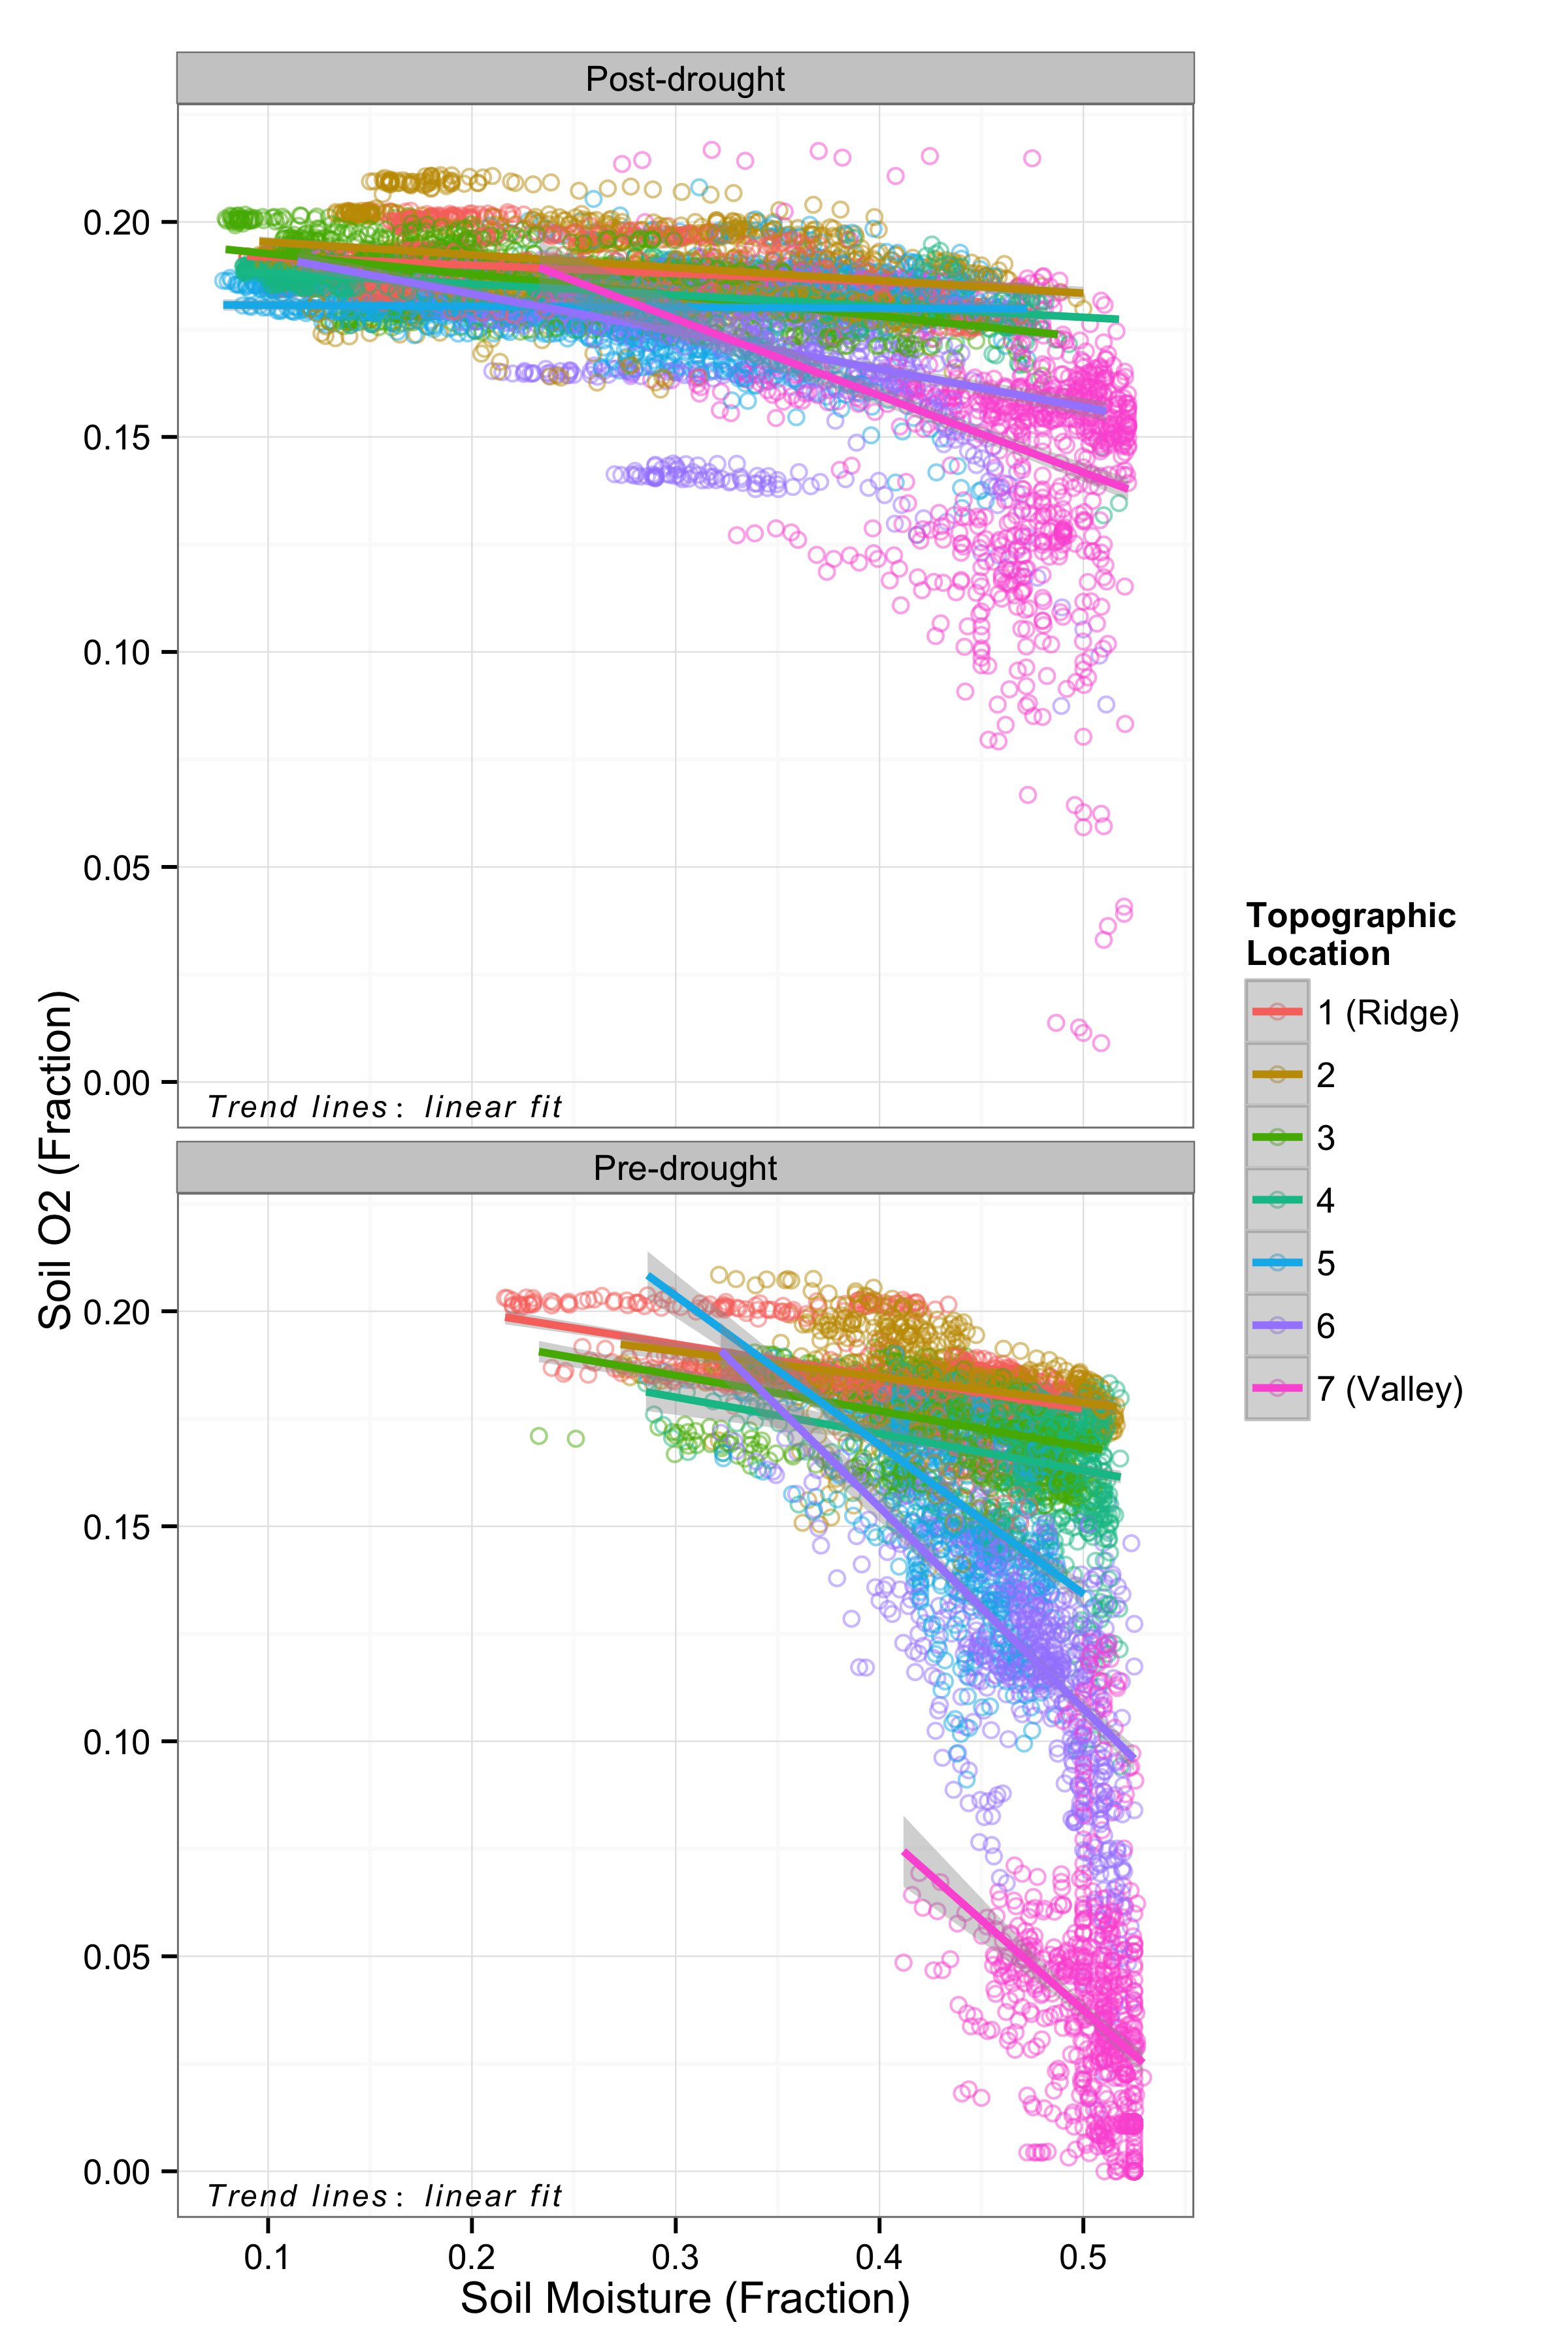 Post-drought
0.20
0.15
0.10
0.05
0.00
Trend lines: linear fit
Pre-drought
0.20
0.15
0.10
0.05
0.00
Trend lines: linear fit
0.1 0.2 0.3 0.4 0.5
Soil Moisture (Fraction)
Soil O2 (Fraction)
Topographic
Location
1 (Ridge)
2
3
4
5
6
7 (Valley)